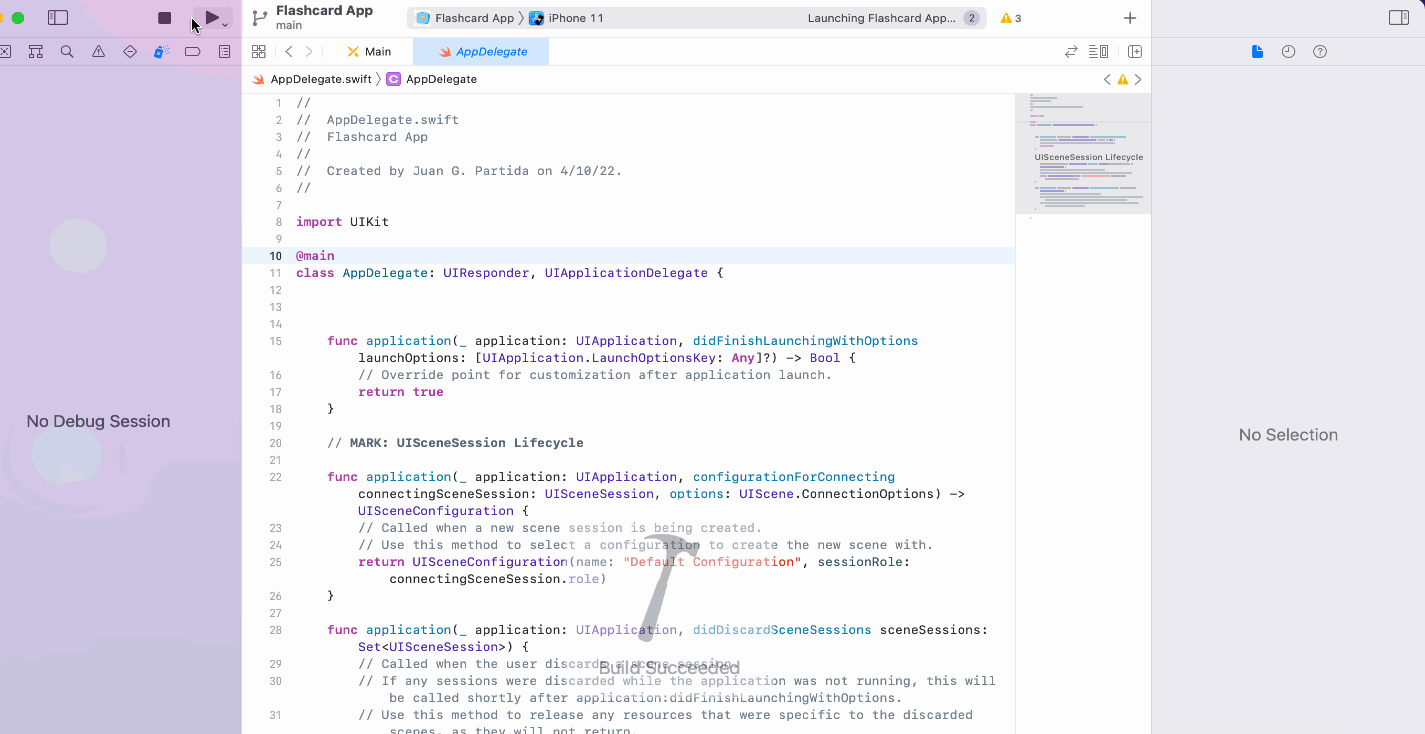 Flashcard App
main
Flashcard App
iPhone 11
Launching Flashcard App...
2
3
Main
AppDelegate
AppDelegate.swift
C
AppDelegate
1 //
2 //  AppDelegate.swift
3 //  Flashcard App
4 //
5 //  Created by Juan G. Partida on 4/10/22.
6 //
7
8 import UIKit
9
10 @main
11 class AppDelegate: UIResponder, UIApplicationDelegate {
12
13
14
15     func application(_ application: UIApplication, didFinishLaunchingWithOptions
launchOptions: [UIApplication.LaunchOptionsKey: Any]?) -> Bool {
16         // Override point for customization after application launch.
17         return true
18     }
19
20     // MARK: UISceneSession Lifecycle
21
22     func application(_ application: UIApplication, configurationForConnecting
connectingSceneSession: UISceneSession, options: UIScene.ConnectionOptions) ->
UISceneConfiguration {
23         // Called when a new scene session is being created.
24         // Use this method to select a configuration to create the new scene with.
25         return UISceneConfiguration(name: "Default Configuration", sessionRole:
connectingSceneSession.role)
26     }
27
28     func application(_ application: UIApplication, didDiscardSceneSessions sceneSessions:
Set<UISceneSession>) {
29         // Called when the user discards a scene session.
30         // If any sessions were discarded while the application was not running, this will
be called shortly after application:didFinishLaunchingWithOptions.
31         // Use this method to release any resources that were specific to the discarded
scenes, as they will not return.
Build Succeeded
No Debug Session
UISceneSession Lifecycle
No Selection